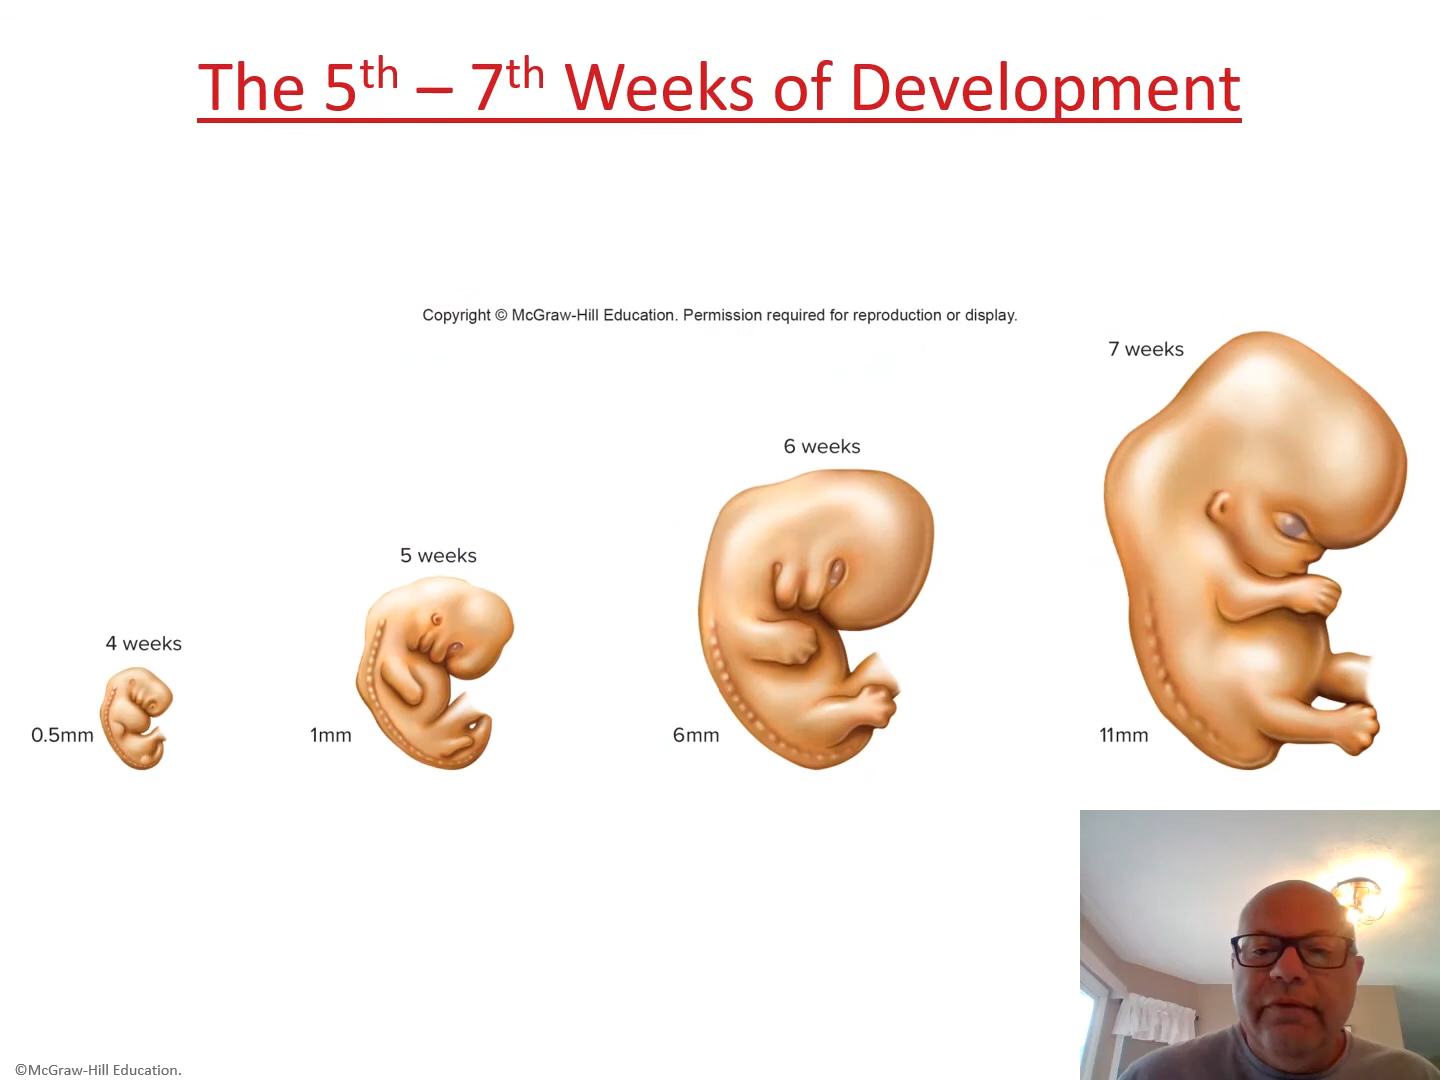 The 5th – 7th Weeks of Development
Copyright © McGraw-Hill Education. Permission required for reproduction or display.
7 weeks
6 weeks
5 weeks
4 weeks
0.5mm
1mm
6mm
11mm
©McGraw-Hill Education.